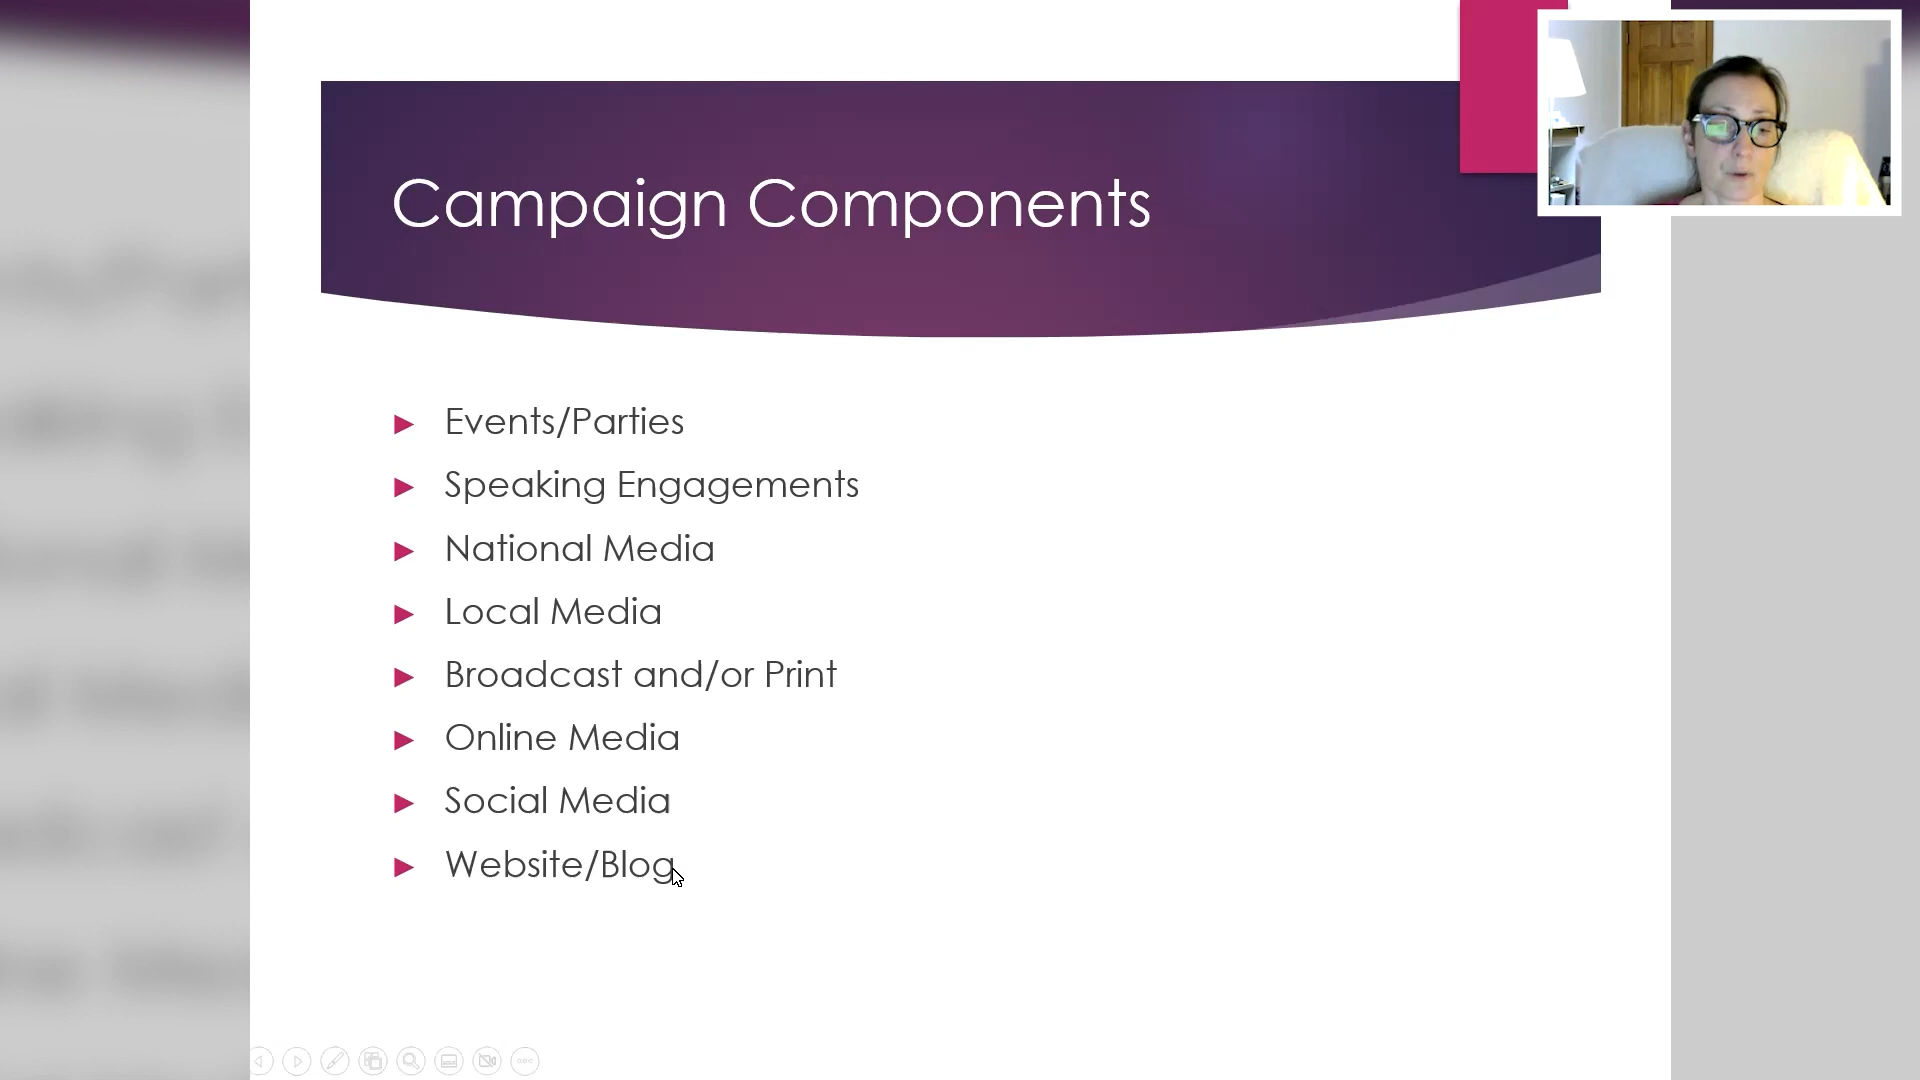 Campaign Components
Events/Parties
Speaking Engagements
National Media
Local Media
Broadcast and/or Print
Online Media
Social Media
Website/Blog